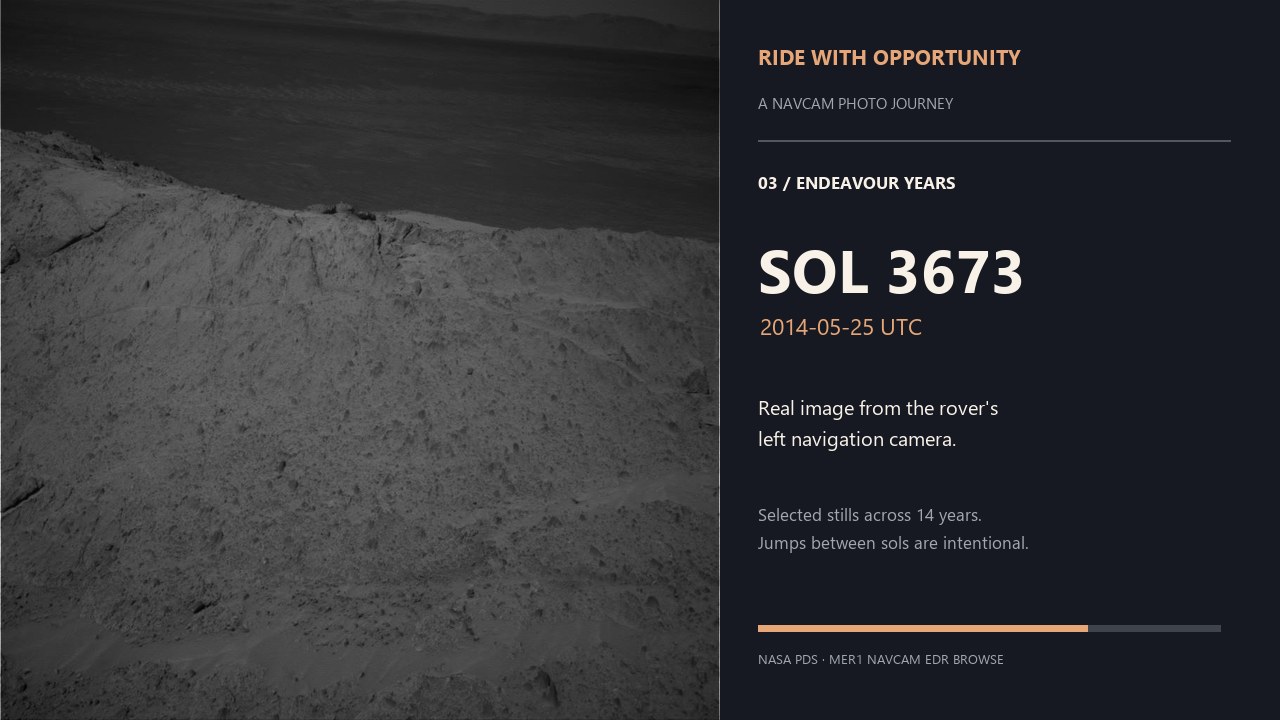 RIDE WITH OPPORTUNITY
A NAVCAM PHOTO JOURNEY
03 / ENDEAVOUR YEARS
SOL 3673
2014-05-25 UTC
Real image from the rover's
left navigation camera.
Selected stills across 14 years.
Jumps between sols are intentional.
NASA PDS · MER1 NAVCAM EDR BROWSE